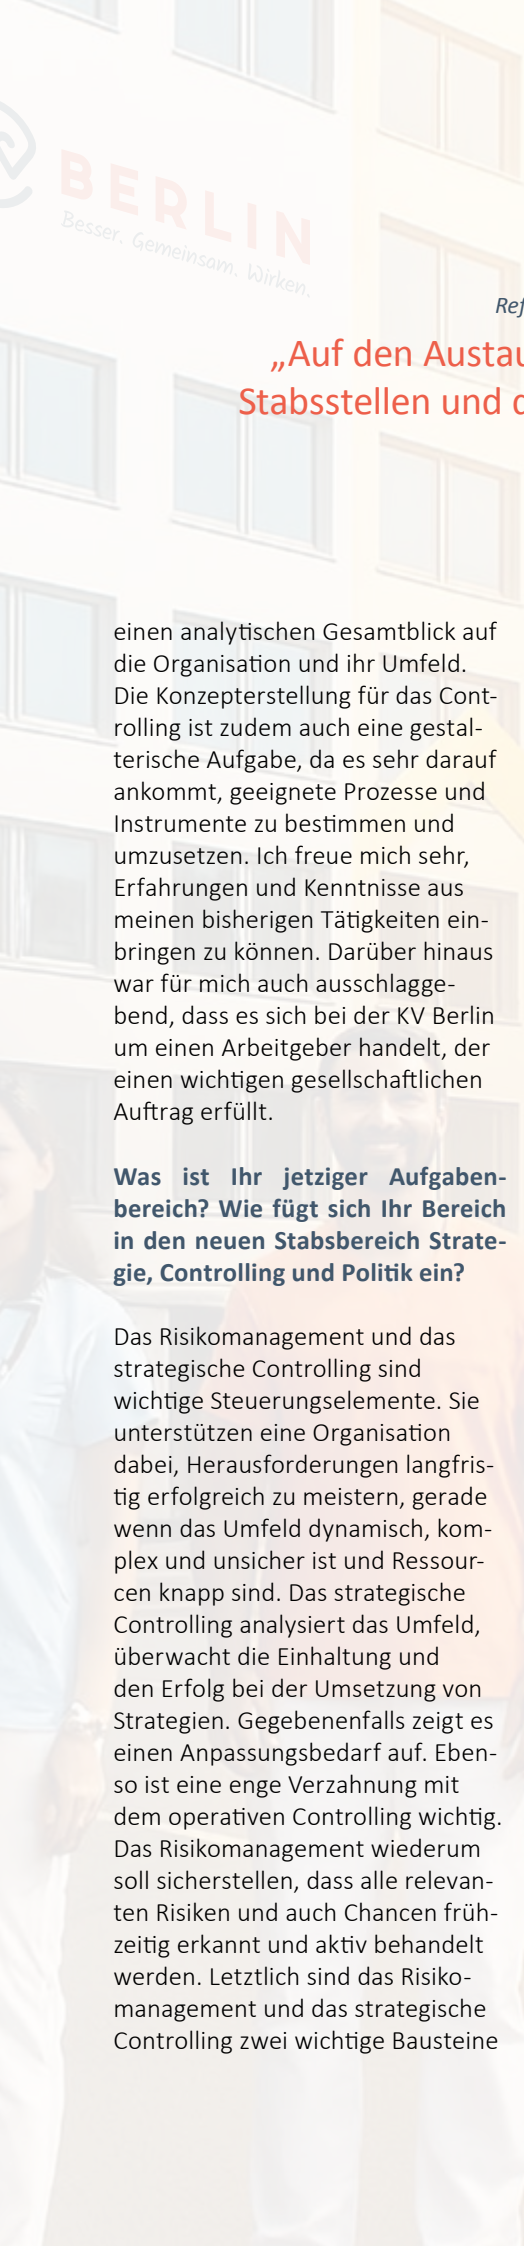 BERLIN
Besser. Gemeinsam. Wirken.
„Auf den
Stabsstellen und
einen analytischen Gesamtblick auf
die Organisation und ihr Umfeld.
Die Konzepterstellung für das Cont-
rolling ist zudem auch eine gestal-
terische Aufgabe, da es sehr darauf
ankommt, geeignete Prozesse und
Instrumente zu bestimmen und
umzusetzen. Ich freue mich sehr,
Erfahrungen und Kenntnisse aus
meinen bisherigen Tätigkeiten ein-
bringen zu können. Darüber hinaus
war für mich auch ausschlagge-
bend, dass es sich bei der KV Berlin
um einen Arbeitgeber handelt, der
einen wichtigen gesellschaftlichen
Auftrag erfüllt.
Was ist Ihr jetziger Aufgaben-
bereich? Wie fügt sich Ihr Bereich
in den neuen Stabsbereich Strate-
gie, Controlling und Politik ein?
Das Risikomanagement und das
strategische Controlling sind
wichtige Steuerungselemente. Sie
unterstützen eine Organisation
dabei, Herausforderungen langfris-
tig erfolgreich zu meistern, gerade
wenn das Umfeld dynamisch, kom-
plex und unsicher ist und Ressour-
cen knapp sind. Das strategische
Controlling analysiert das Umfeld,
überwacht die Einhaltung und
den Erfolg bei der Umsetzung von
Strategien. Gegebenenfalls zeigt es
einen Anpassungsbedarf auf. Eben-
so ist eine enge Verzahnung mit
dem operativen Controlling wichtig.
Das Risikomanagement wiederum
soll sicherstellen, dass alle relevan-
ten Risiken und auch Chancen früh-
zeitig erkannt und aktiv behandelt
werden. Letztlich sind das Risiko-
management und das strategische
Controlling zwei wichtige Bausteine